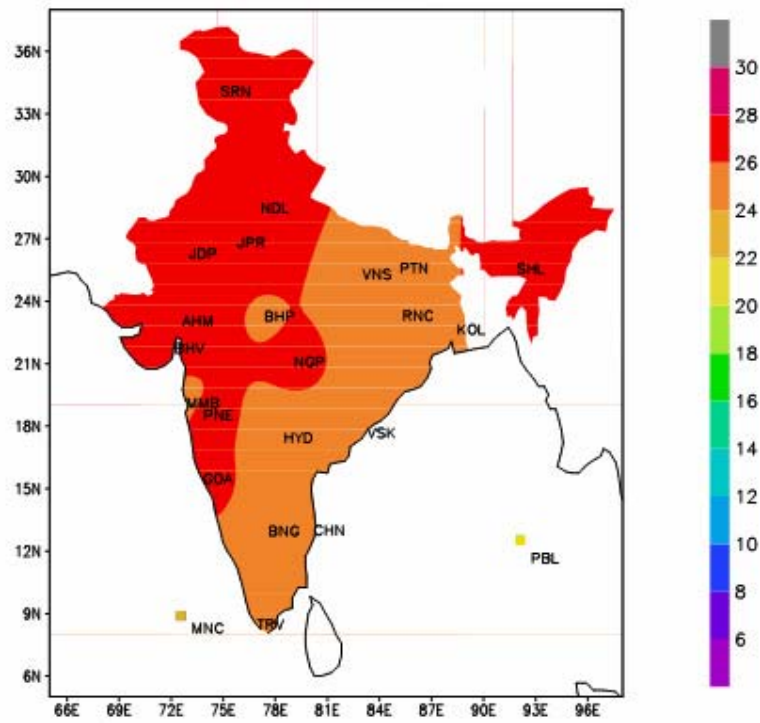 36N
33N
30N
27N
24N
21N
18N
15N
12N
9N
6N
66E 69E 72E 75E 78E 81E 84E 87E 90E 93E 96E
SRN
NDL
JPR
JDP
VNS PTN
SHL
AHM BHP RNC
KOL
BHV
NGP
MMB
PNE
HYD VSK
GOA
BNG CHN
PBL
MNC TRV
30
28
26
24
22
20
18
16
14
12
10
8
6